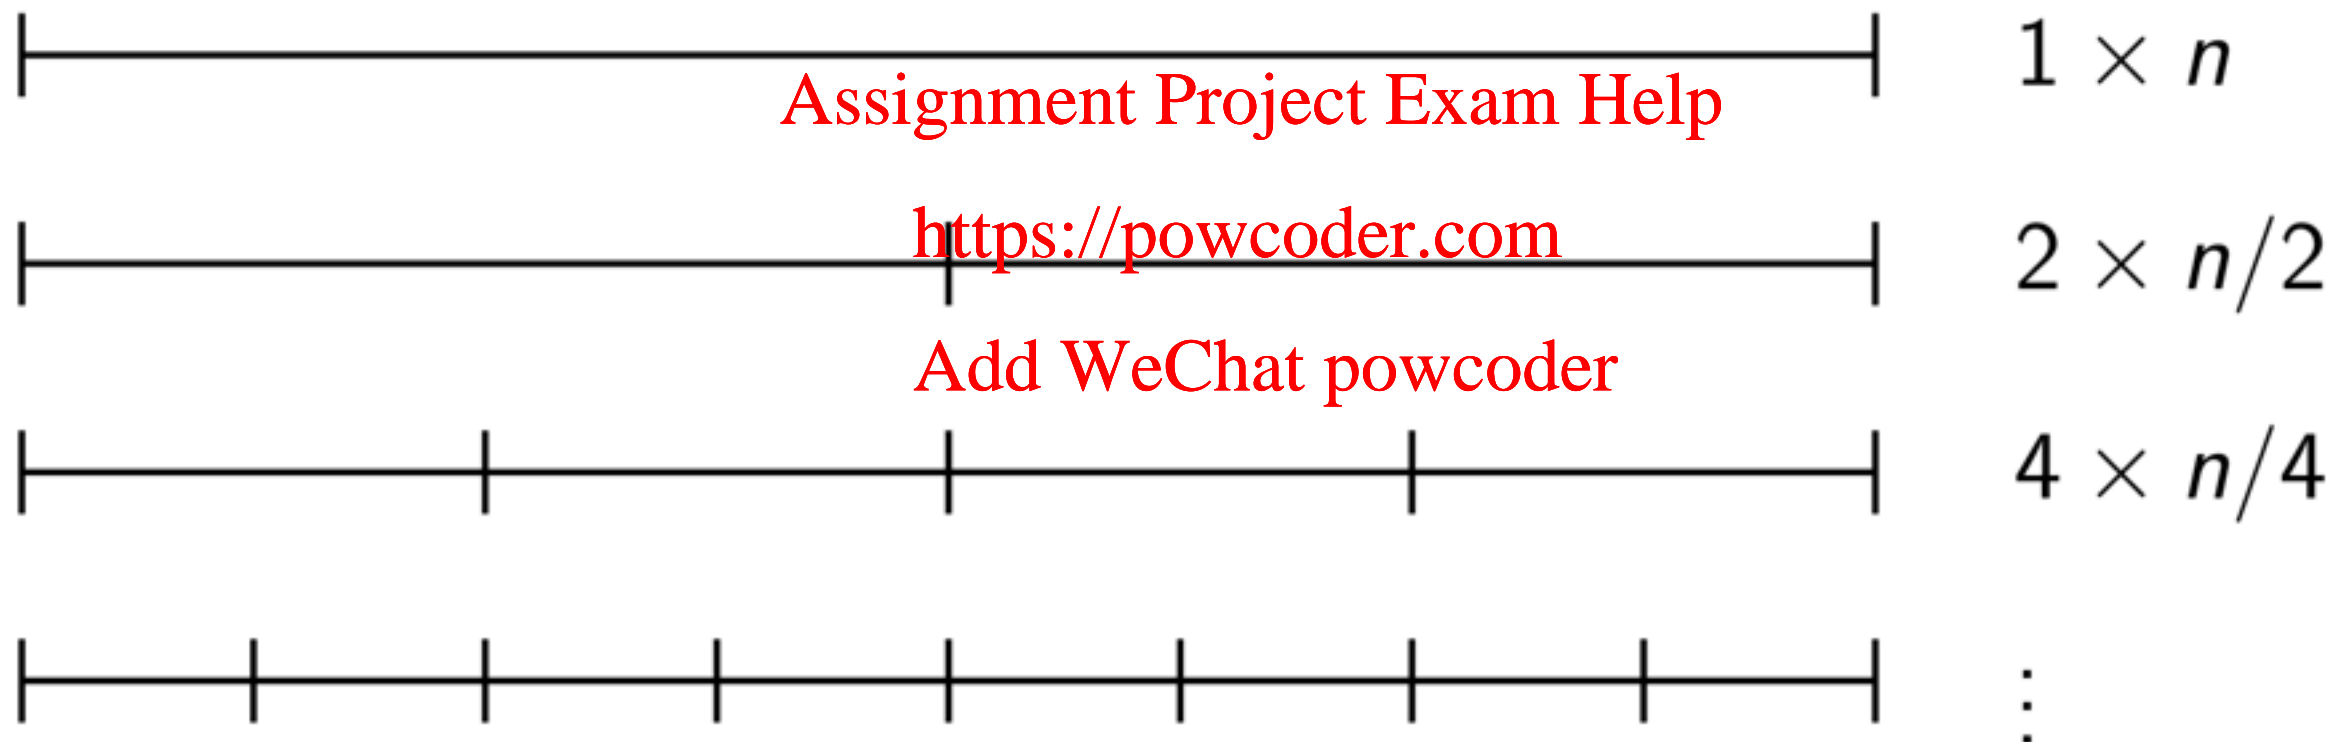 1 × n
Assignment Project Exam Help
https://powcoder.com
2 × n/2
Add WeChat powcoder
4 × n/4
⋮